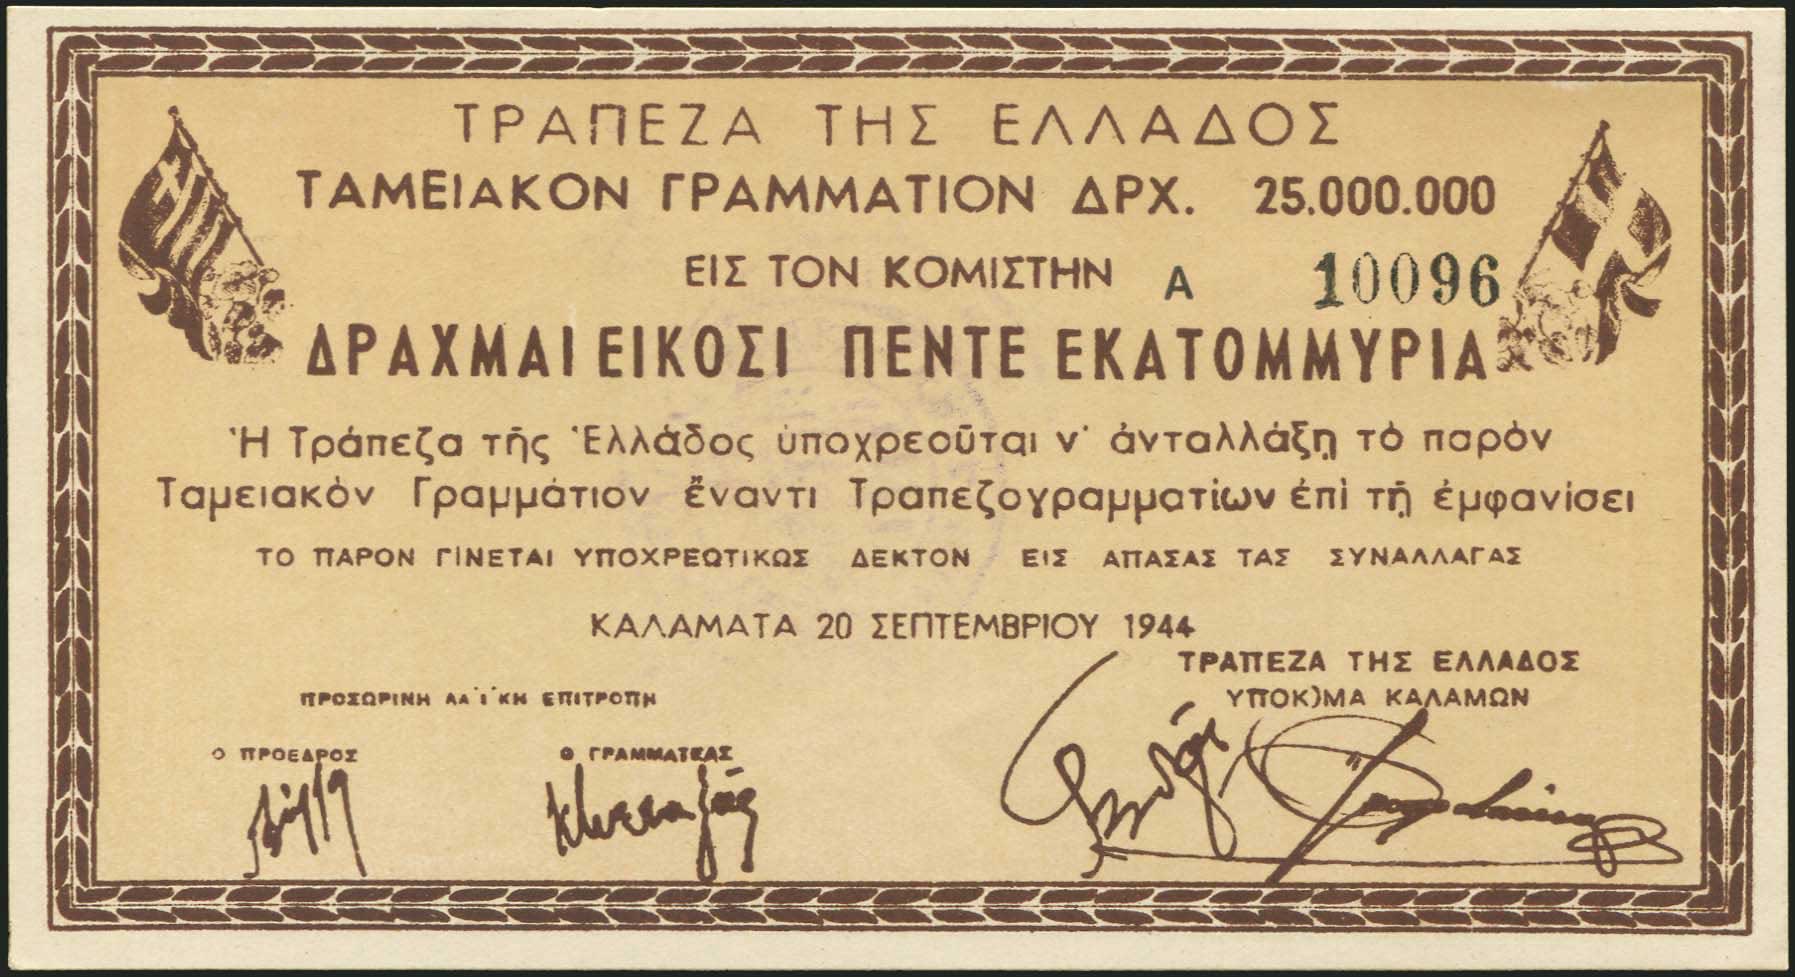 ΤΡΑΠΕΖΑ ΤΗΣ ΕΛΛΑΔΟΣ
ΤΑΜΕΙΑΚΟΝ ΓΡΑΜΜΑΤΙΟΝ ΔΡΧ. 25.000.000
ΕΙΣ ΤΟΝ ΚΟΜΙΣΤΗΝ Α 10096
ΔΡΑΧΜΑΙ ΕΙΚΟΣΙ ΠΕΝΤΕ ΕΚΑΤΟΜΜΥΡΙΑ
Ἡ Τράπεζα τῆς Ἑλλάδος ὑποχρεοῦται ν' ἀνταλλάξῃ τὸ παρὸν
Ταμειακὸν Γραμμάτιον ἔναντι Τραπεζογραμματίων ἐπὶ τῇ ἐμφανίσει
ΤΟ ΠΑΡΟΝ ΓΙΝΕΤΑΙ ΥΠΟΧΡΕΩΤΙΚΩΣ ΔΕΚΤΟΝ ΕΙΣ ΑΠΑΣΑΣ ΤΑΣ ΣΥΝΑΛΛΑΓΑΣ
ΚΑΛΑΜΑΤΑ 20 ΣΕΠΤΕΜΒΡΙΟΥ 1944
ΤΡΑΠΕΖΑ ΤΗΣ ΕΛΛΑΔΟΣ
ΥΠΟΚ)ΜΑ ΚΑΛΑΜΩΝ
ΠΡΟΣΩΡΙΝΗ ΛΑ'Ι'ΚΗ ΕΠΙΤΡΟΠΗ
Ο ΠΡΟΕΔΡΟΣ Ο ΓΡΑΜΜΑΤΕΑΣ